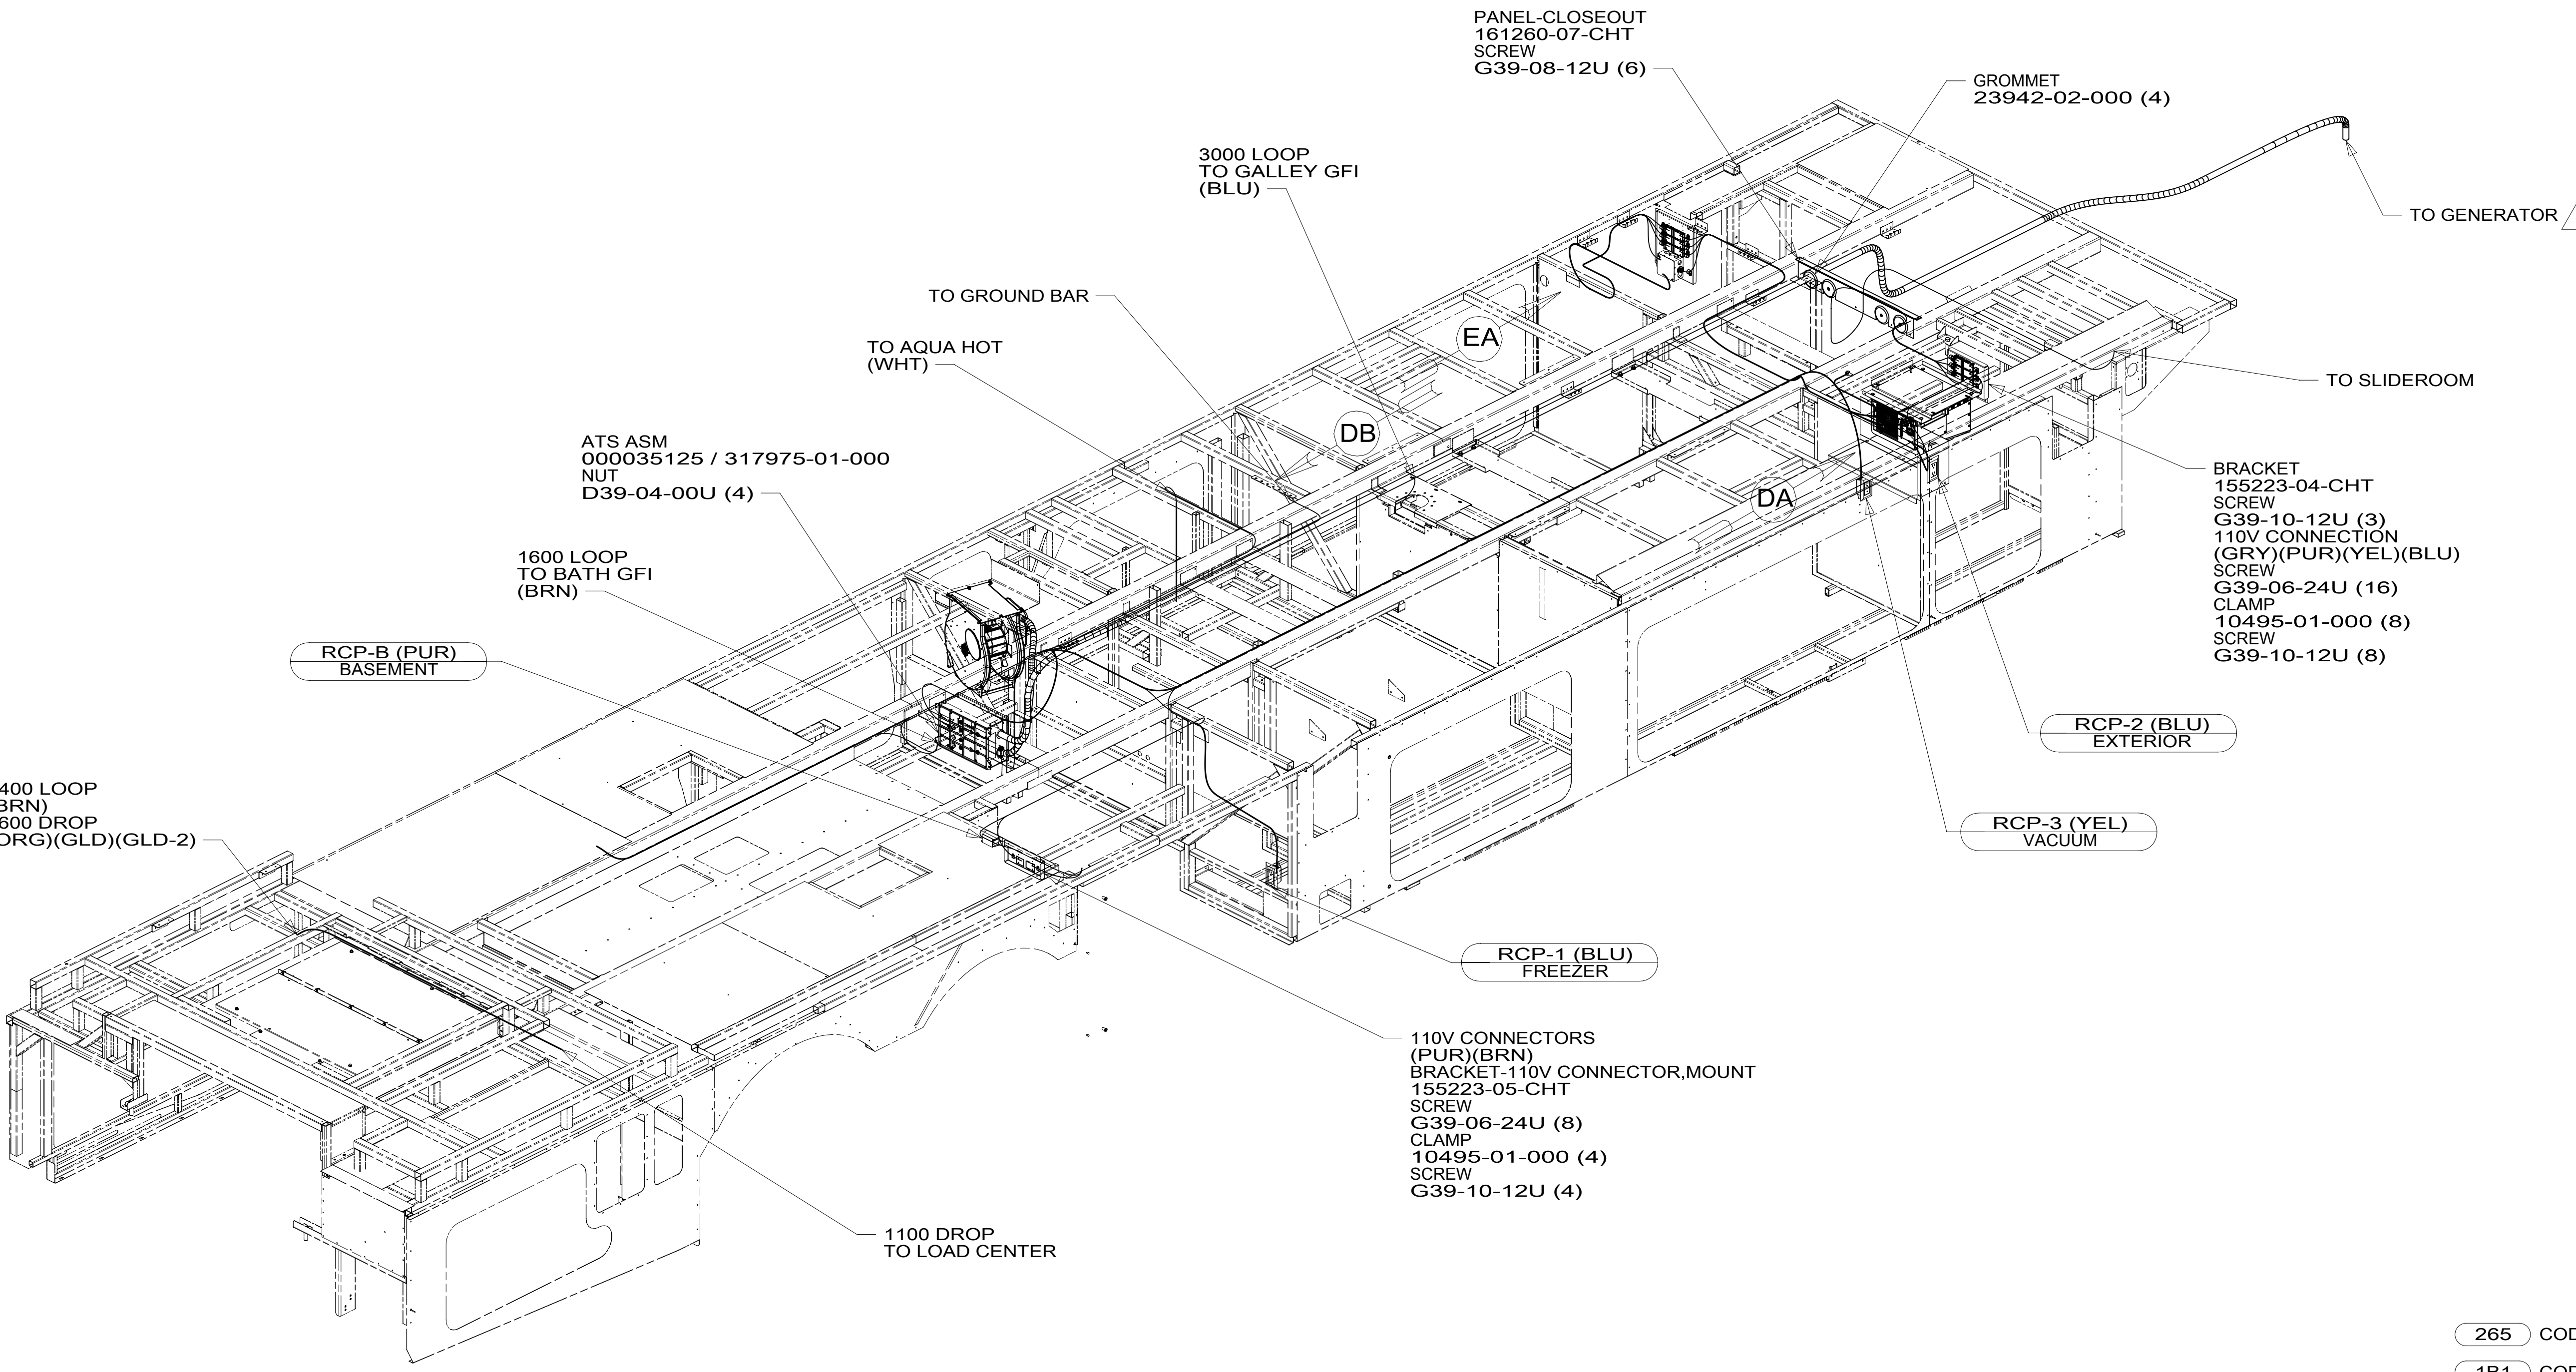 PANEL-CLOSEOUT
161260-07-CHT
SCREW
G39-08-12U (6)
GROMMET
23942-02-000 (4)
3000 LOOP
TO GALLEY GFI
(BLU)
TO GENERATOR
TO GROUND BAR
EA
TO AQUA HOT
(WHT)
TO SLIDEROOM
DB
ATS ASM
000035125 / 317975-01-000
NUT
D39-04-00U (4)
DA
BRACKET
155223-04-CHT
SCREW
G39-10-12U (3)
110V CONNECTION
(GRY)(PUR)(YEL)(BLU)
SCREW
G39-06-24U (16)
CLAMP
10495-01-000 (8)
SCREW
G39-10-12U (8)
1600 LOOP
TO BATH GFI
(BRN)
RCP-B (PUR)
BASEMENT
RCP-2 (BLU)
EXTERIOR
400 LOOP
BRN)
600 DROP
ORG)(GLD)(GLD-2)
RCP-3 (YEL)
VACUUM
RCP-1 (BLU)
FREEZER
110V CONNECTORS
(PUR)(BRN)
BRACKET-110V CONNECTOR,MOUNT
155223-05-CHT
SCREW
G39-06-24U (8)
CLAMP
10495-01-000 (4)
SCREW
G39-10-12U (4)
1100 DROP
TO LOAD CENTER
265 COD